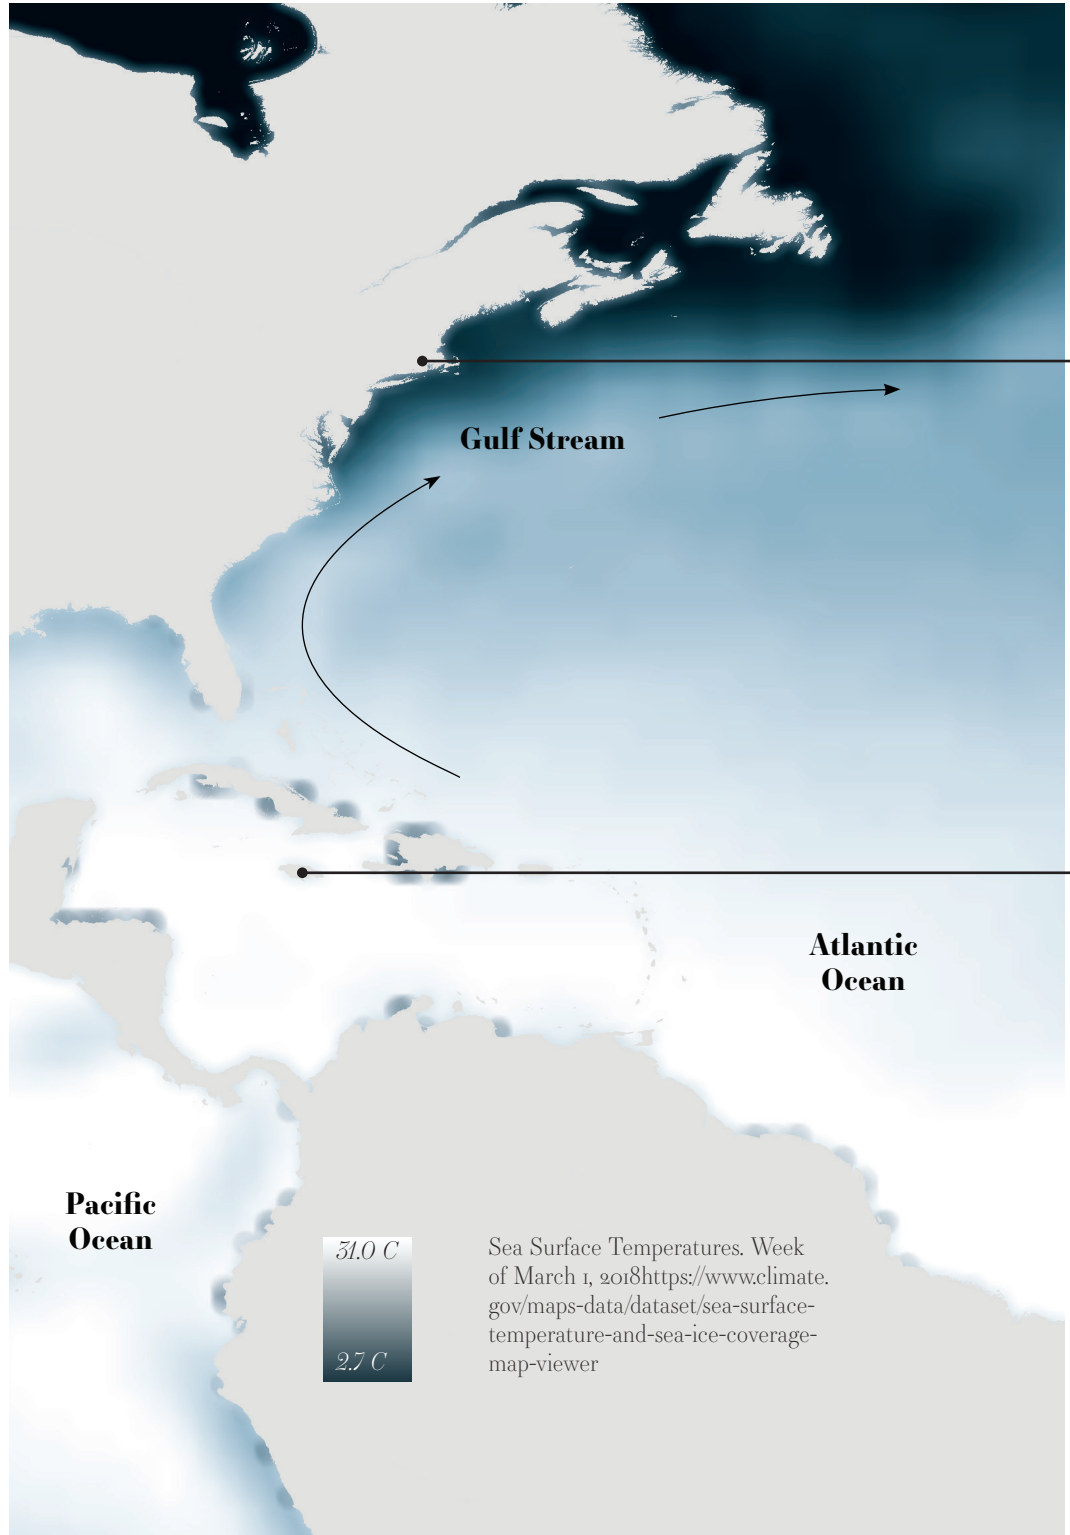 Gulf Stream
Atlantic
Ocean
Pacific
Ocean
31.0 C
2.7 C
Sea Surface Temperatures. Week
of March 1, 2018https://www.climate.
gov/maps-data/dataset/sea-surface-
temperature-and-sea-ice-coverage-
map-viewer